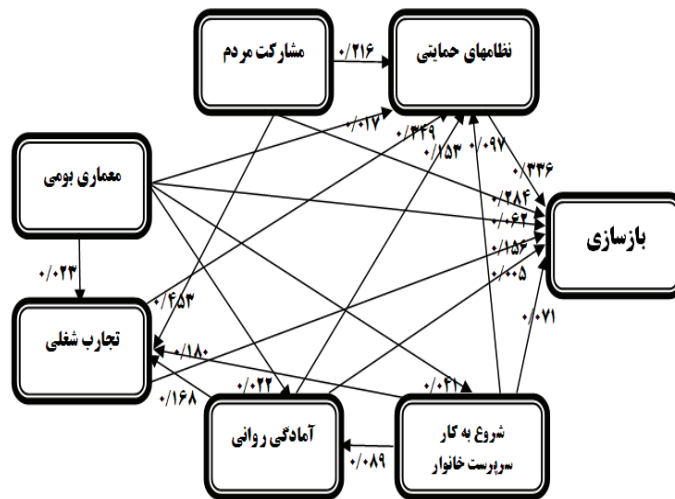 مشارکت مردم
۰/۲۱۶
نظامهای حمایتی
۰/۰۱۷
۰/۳۴۹
۰/۱۵۳
۰/۰۹۷
۰/۳۳۶
معماری بومی
۰/۲۸۴
۰/۰۶۲
۰/۱۵۶
۰/۰۰۵
بازسازی
۰/۰۲۳
۰/۴۵۳
۰/۰۷۱
تجارب شغلی
۰/۱۸۰
۰/۱۶۸
۰/۰۲۲
۰/۰۴۱
آمادگی روانی
۰/۰۸۹
شروع به کار
سرپرست خانوار